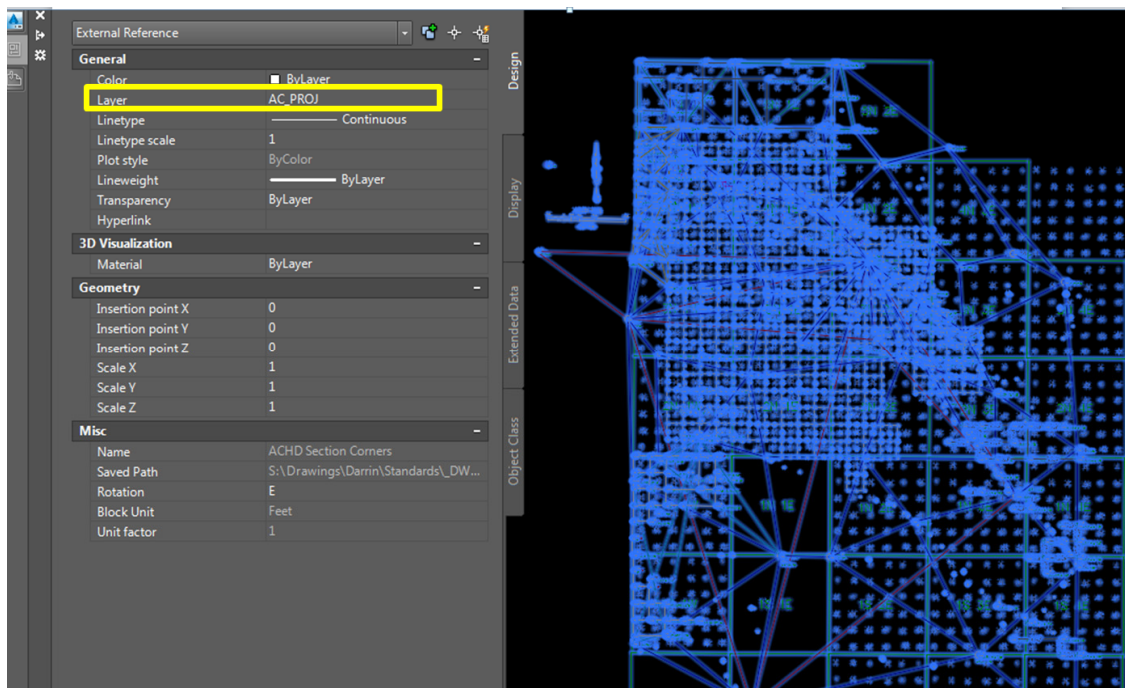 External Reference
General
Color ByLayer
Layer AC_PROJ
Linetype Continuous
Linetype scale 1
Plot style ByColor
Lineweight ByLayer
Transparency ByLayer
Hyperlink
3D Visualization
Material ByLayer
Geometry
Insertion point X 0
Insertion point Y 0
Insertion point Z 0
Scale X 1
Scale Y 1
Scale Z 1
Misc
Name ACHD Section Corners
Saved Path S:\Drawings\Darrin\Standards\_DW...
Rotation E
Block Unit Feet
Unit factor 1
Design
Display
Extended Data
Object Class